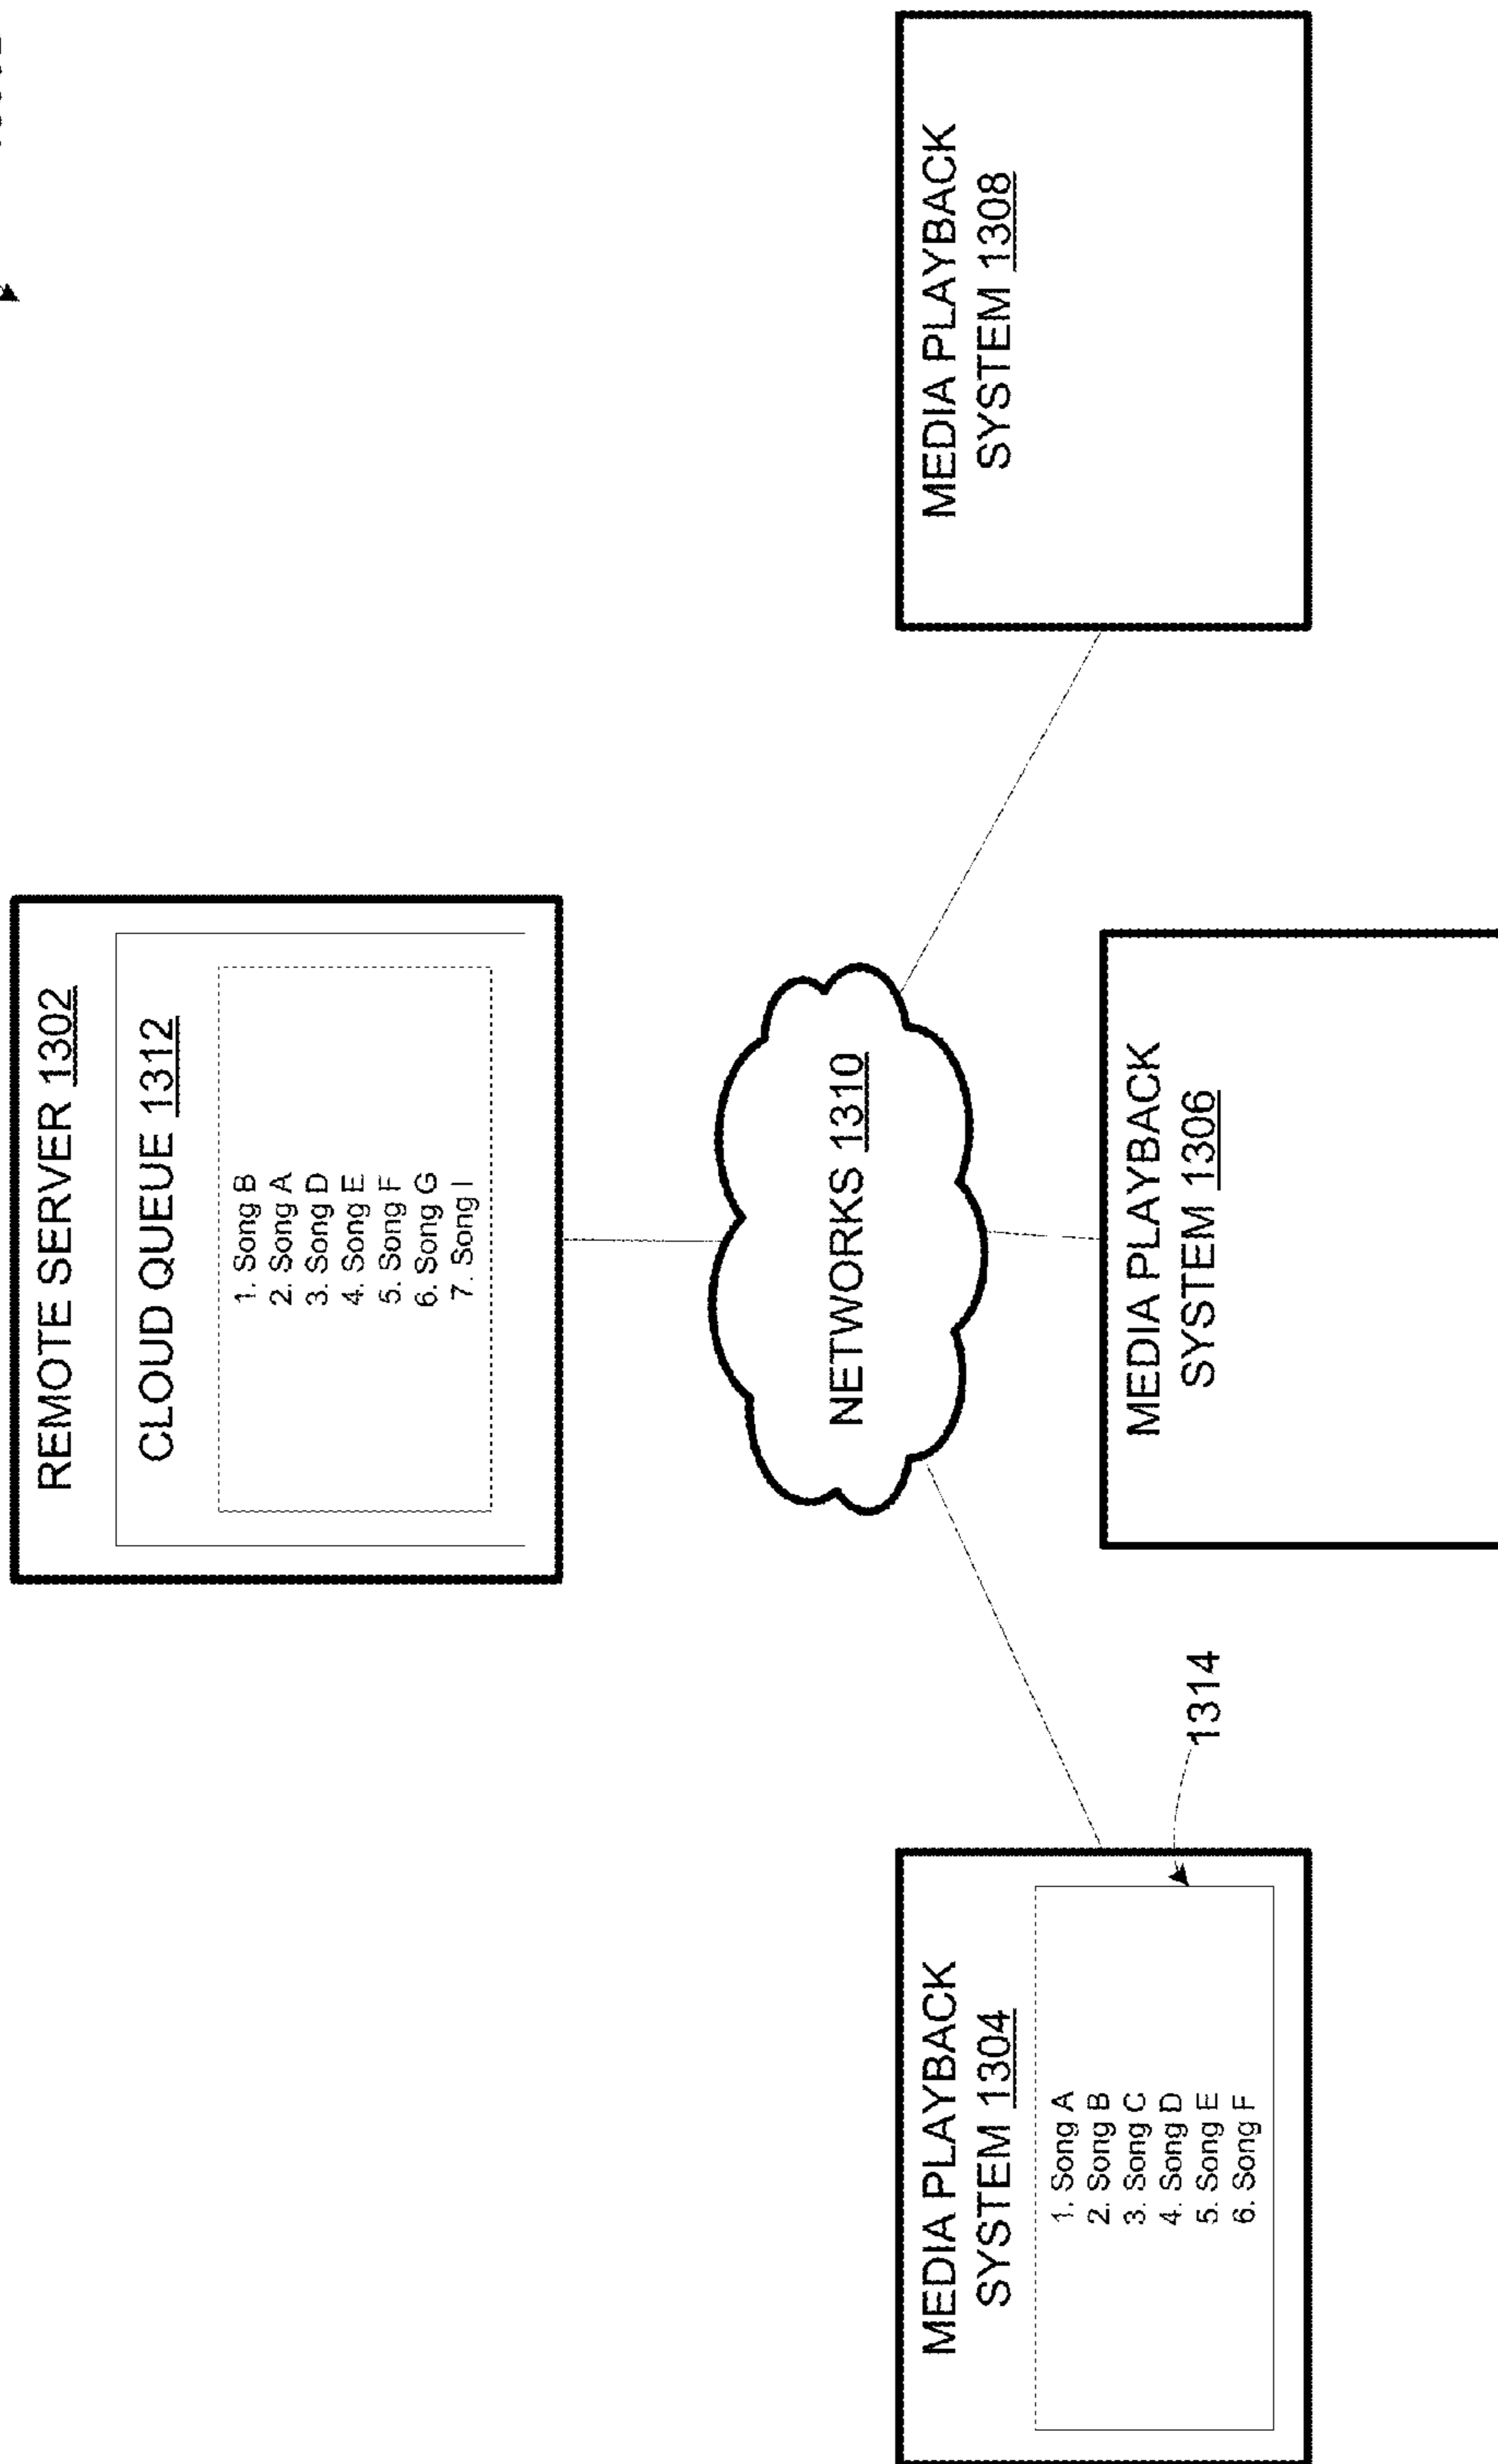 REMOTE SERVER 1302
CLOUD QUEUE 1312
1. Song B
2. Song A
3. Song D
4. Song E
5. Song F
6. Song G
7. Song I
NETWORKS 1310
MEDIA PLAYBACK
SYSTEM 1304
1. Song A
2. Song B
3. Song C
4. Song D
5. Song E
6. Song F
1314
MEDIA PLAYBACK
SYSTEM 1306
MEDIA PLAYBACK
SYSTEM 1308